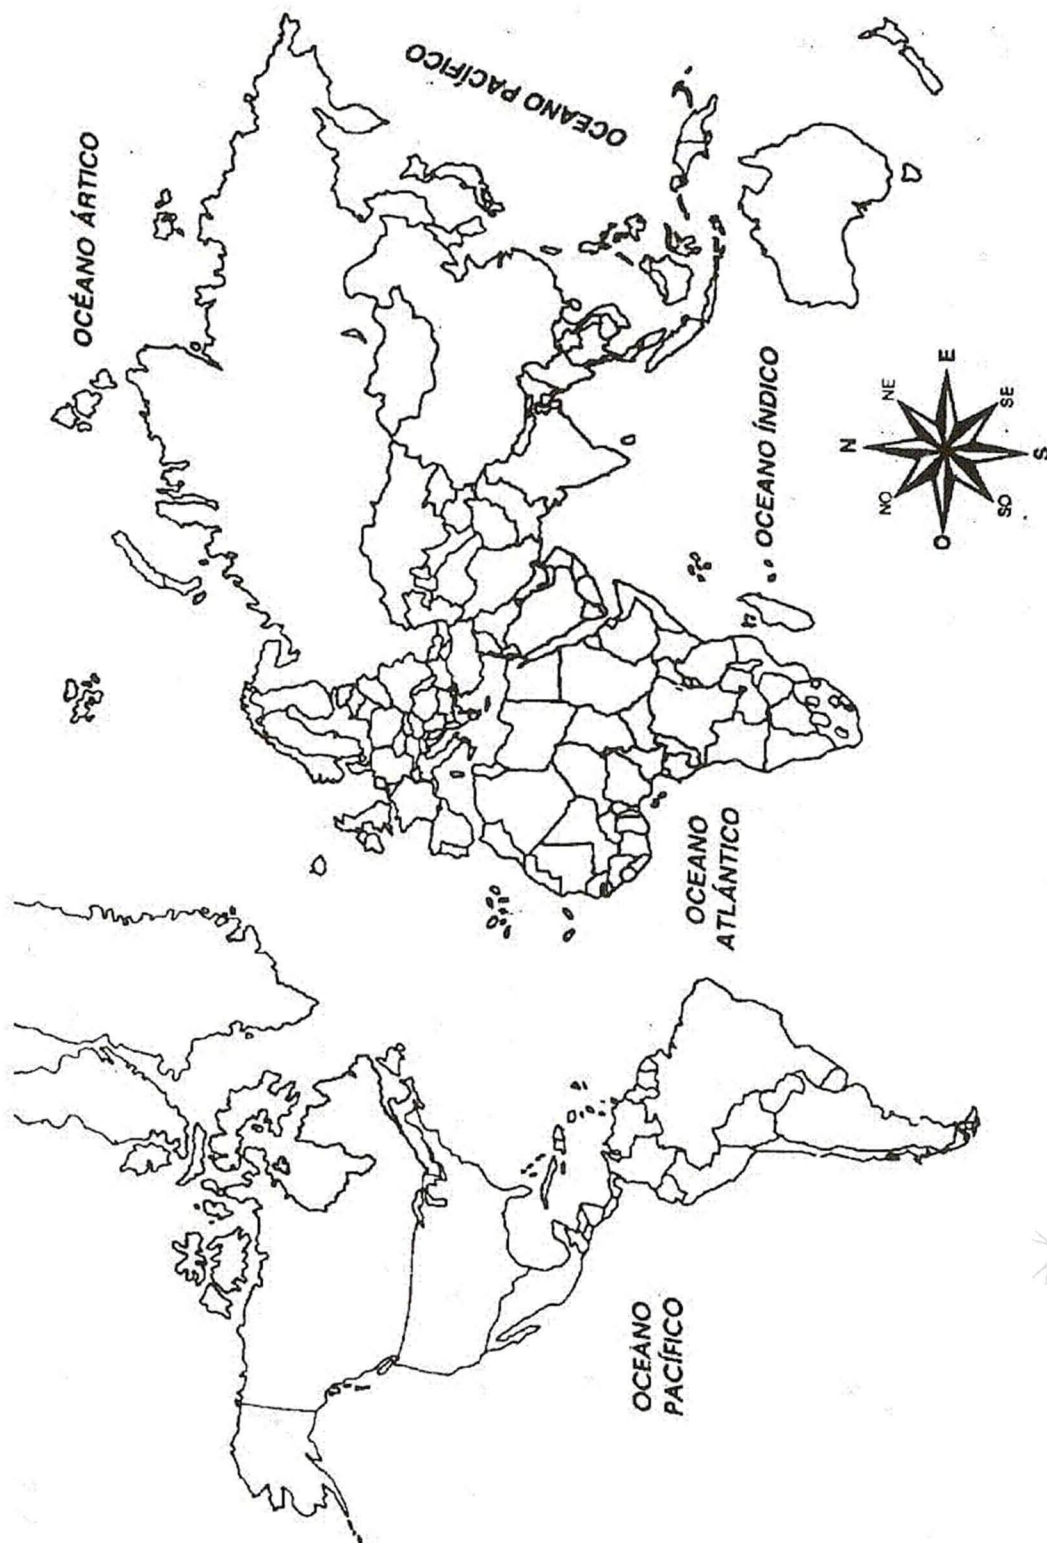 OCÉANO ÁRTICO
OCEANO PACÍFICO
OCEANO
PACÍFICO
OCEANO
ATLÁNTICO
OCEANO ÍNDICO
N
NO
NE
O
E
SO
SE
S